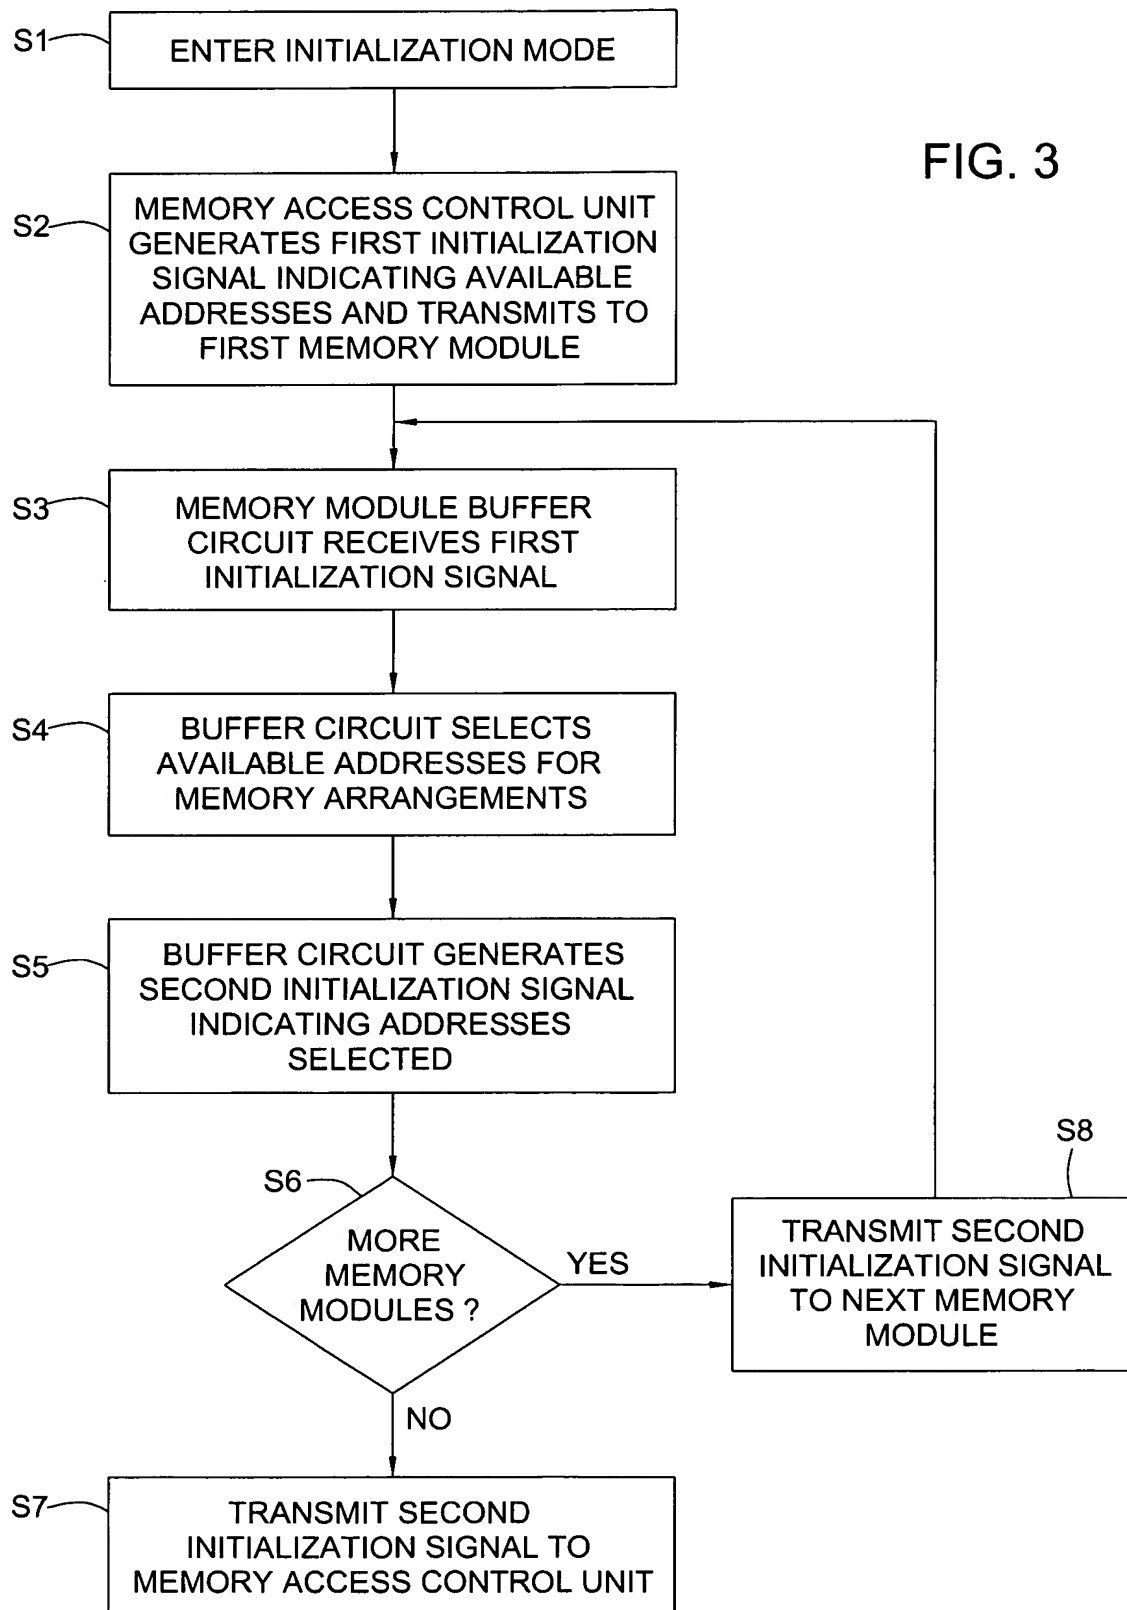 S1
ENTER INITIALIZATION MODE
FIG. 3
S2
MEMORY ACCESS CONTROL UNIT
GENERATES FIRST INITIALIZATION
SIGNAL INDICATING AVAILABLE
ADDRESSES AND TRANSMITS TO
FIRST MEMORY MODULE
S3
MEMORY MODULE BUFFER
CIRCUIT RECEIVES FIRST
INITIALIZATION SIGNAL
S4
BUFFER CIRCUIT SELECTS
AVAILABLE ADDRESSES FOR
MEMORY ARRANGEMENTS
S5
BUFFER CIRCUIT GENERATES
SECOND INITIALIZATION SIGNAL
INDICATING ADDRESSES
SELECTED
S6
MORE
MEMORY
MODULES ?
YES
S8
TRANSMIT SECOND
INITIALIZATION SIGNAL
TO NEXT MEMORY
MODULE
NO
S7
TRANSMIT SECOND
INITIALIZATION SIGNAL TO
MEMORY ACCESS CONTROL UNIT